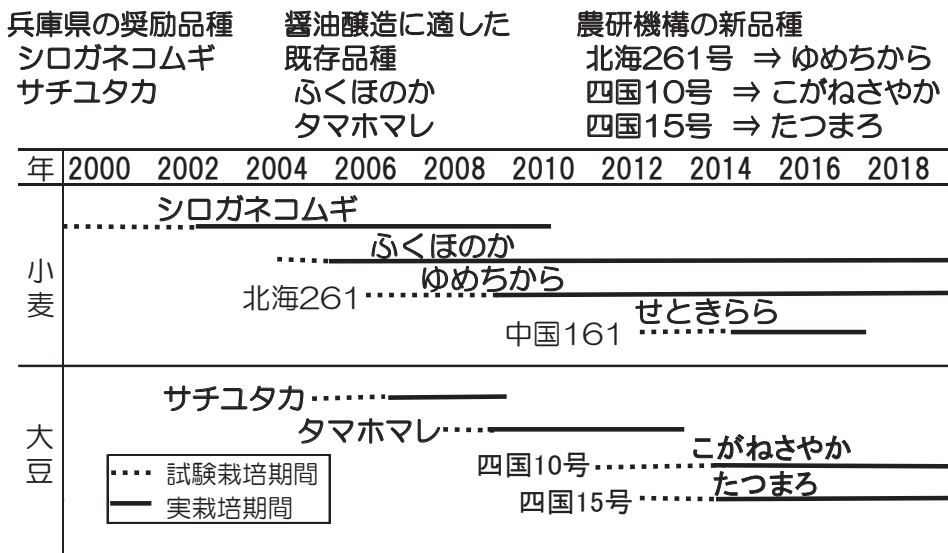 兵庫県の奨励品種
シロガネコムギ
サチユタカ
醤油醸造に適した
既存品種
ふくほのか
タマホマレ
農研機構の新品種
北海261号 ⇒ ゆめちから
四国10号 ⇒ こがねさやか
四国15号 ⇒ たつまろ
年 2000 2002 2004 2006 2008 2010 2012 2014 2016 2018
小麦
シロガネコムギ
ふくほのか
ゆめちから
北海261
せときらら
中国161
大豆
サチユタカ
タマホマレ
こがねさやか
四国10号
たつまろ
四国15号
試験栽培期間
実栽培期間